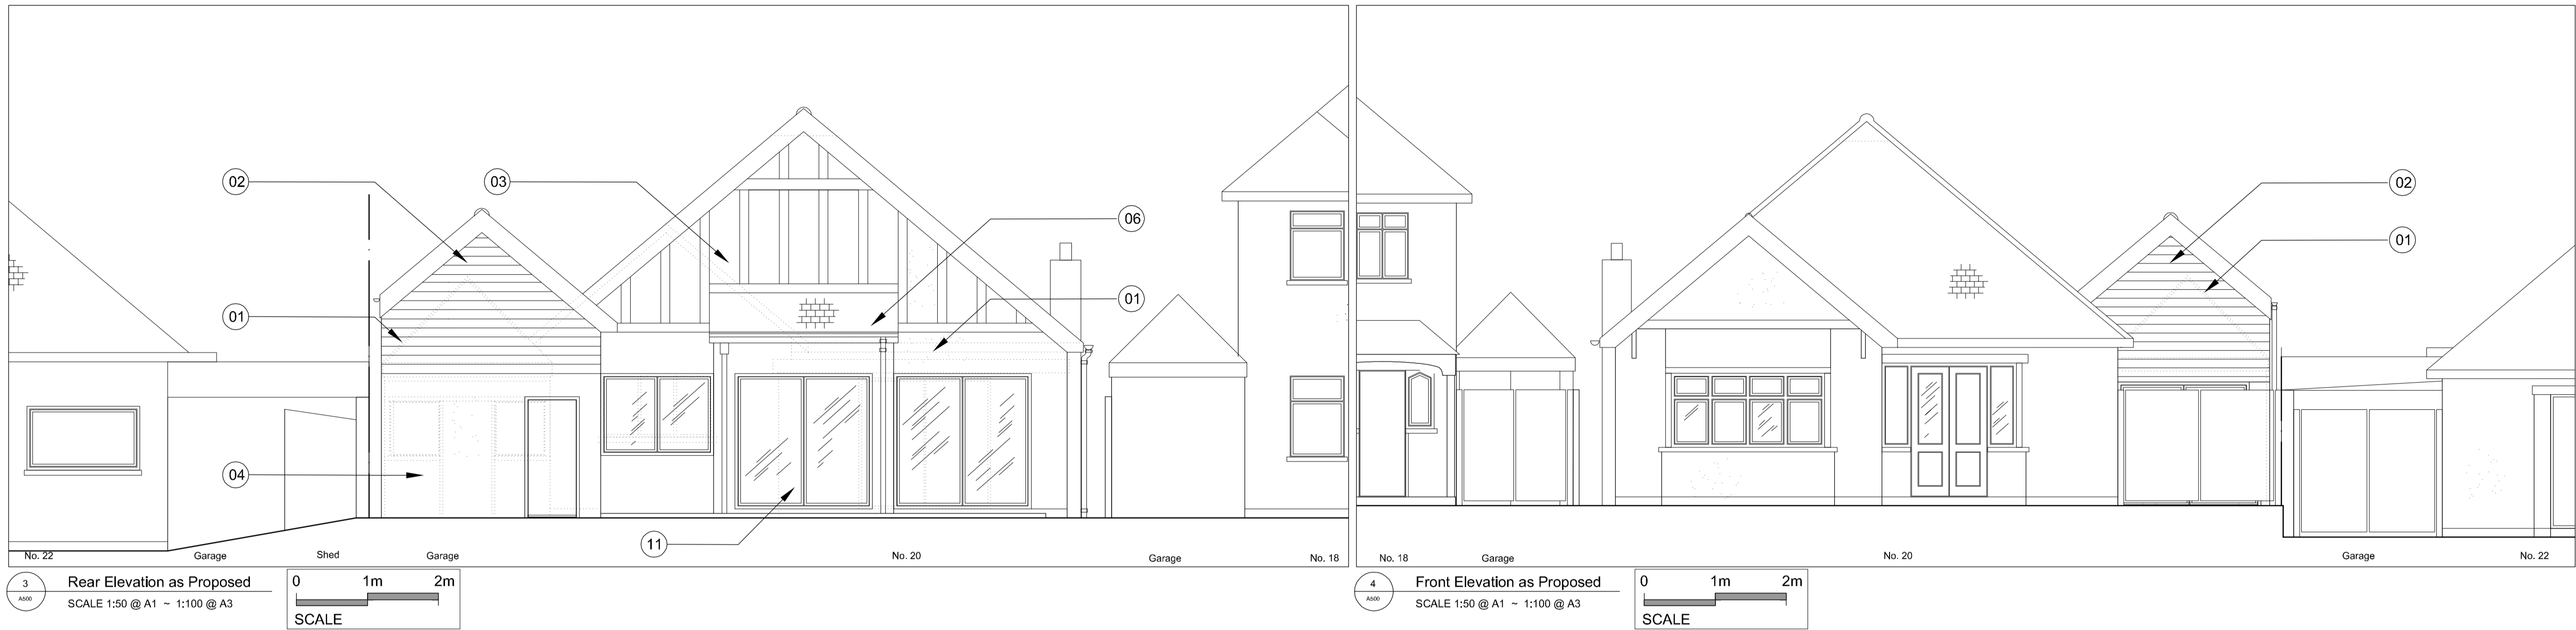 02
03
06
01
01
04
11
No. 22
Garage
Shed
Garage
No. 20
Garage
No. 18
3
A500
Rear Elevation as Proposed
SCALE 1:50 @ A1 ~ 1:100 @ A3
0 1m 2m
SCALE
02
01
No. 18
Garage
No. 20
Garage
No. 22
4
A500
Front Elevation as Proposed
SCALE 1:50 @ A1 ~ 1:100 @ A3
0 1m 2m
SCALE